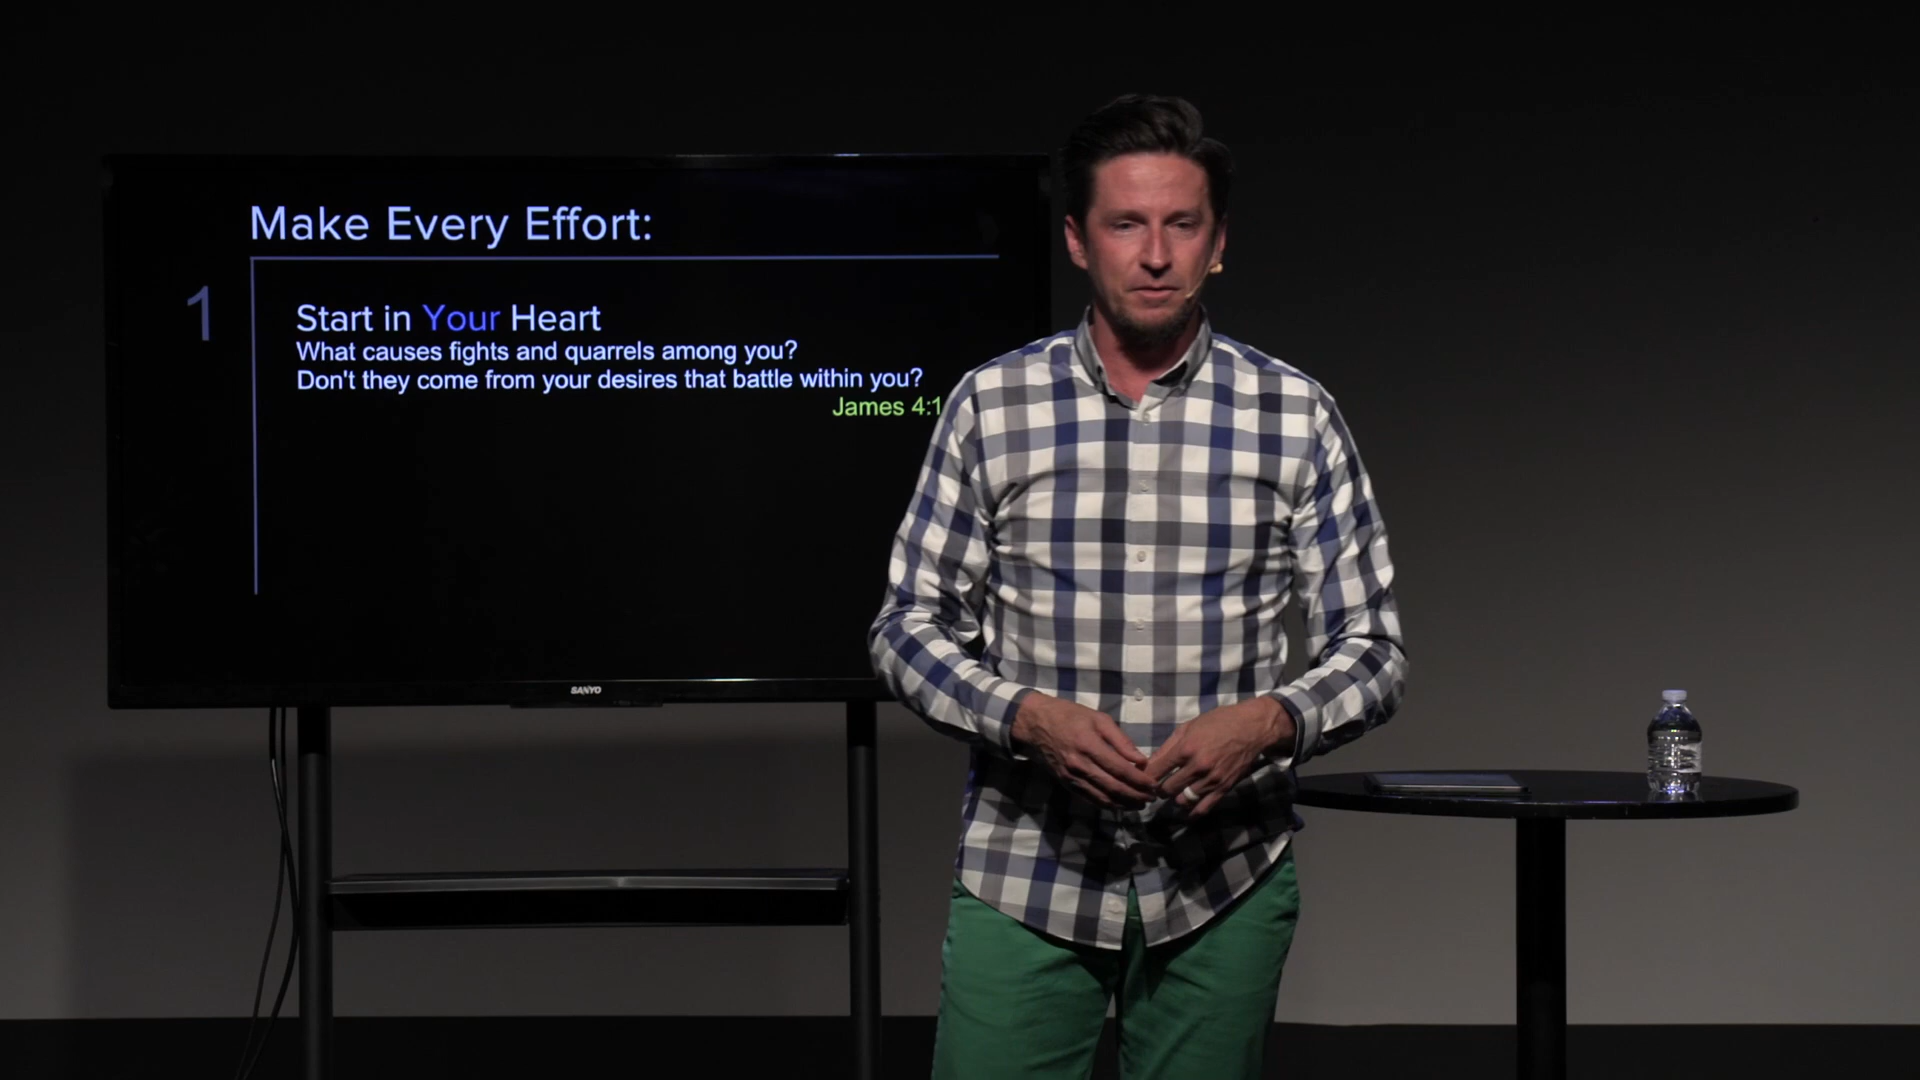 Make Every Effort:
1
Start in Your Heart
What causes fights and quarrels among you?
Don't they come from your desires that battle within you?
James 4:1
SANYO